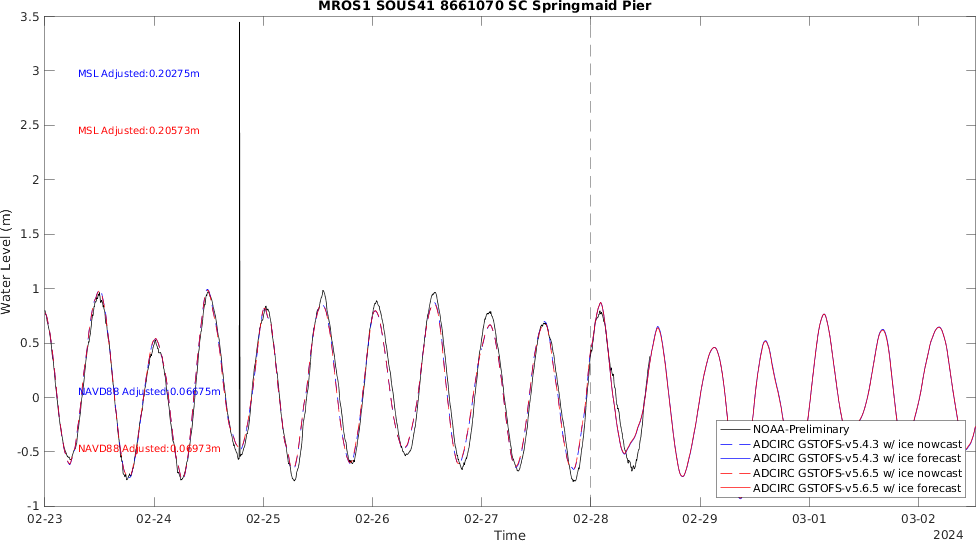 MROS1 SOUS41 8661070 SC Springmaid Pier
3.5
3
2.5
2
1.5
1
0.5
0
-0.5
-1
Water Level (m)
MSL Adjusted:0.20275m
MSL Adjusted:0.20573m
NAVD88 Adjusted:0.06675m
NAVD88 Adjusted:0.06973m
NOAA-Preliminary
ADCIRC GSTOFS-v5.4.3 w/ ice nowcast
ADCIRC GSTOFS-v5.4.3 w/ ice forecast
ADCIRC GSTOFS-v5.6.5 w/ ice nowcast
ADCIRC GSTOFS-v5.6.5 w/ ice forecast
02-23 02-24 02-25 02-26 02-27 02-28 02-29 03-01 03-02
Time
2024